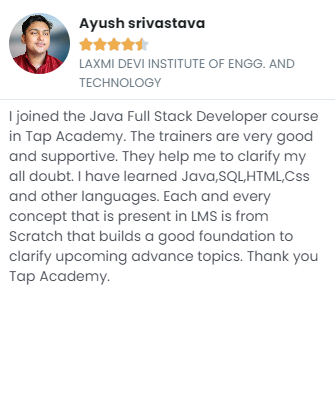 Ayush srivastava
LAXMI DEVI INSTITUTE OF ENGG. AND
TECHNOLOGY
I joined the Java Full Stack Developer course
in Tap Academy. The trainers are very good
and supportive. They help me to clarify my
all doubt. I have learned Java,SQL,HTML,Css
and other languages. Each and every
concept that is present in LMS is from
Scratch that builds a good foundation to
clarify upcoming advance topics. Thank you
Tap Academy.